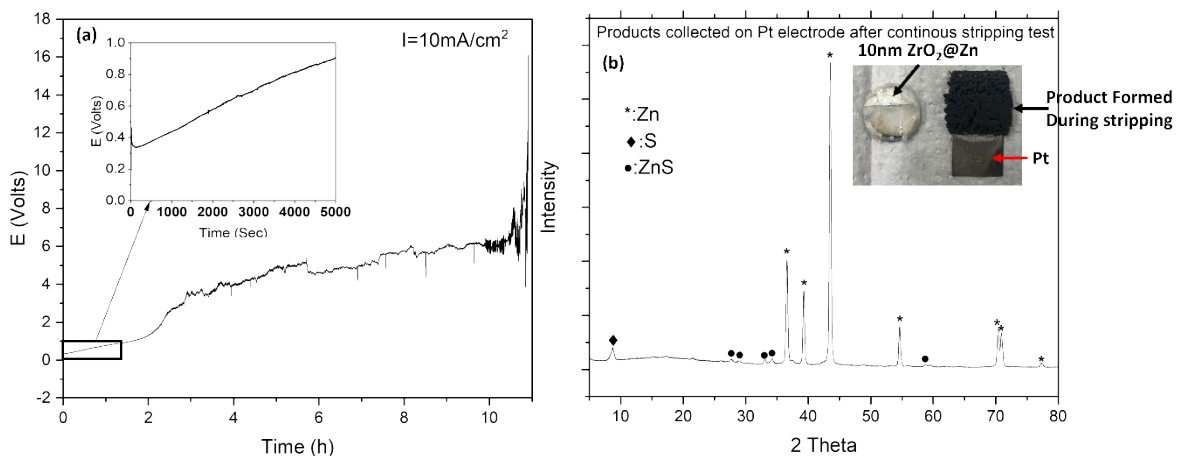 (a)
I=10mA/cm²
E (Volts)
18
16
14
12
10
8
6
4
2
0
-2
0
2
4
6
8
10
Time (h)
E (Volts)
1.0
0.8
0.6
0.4
0.2
0.0
0
1000
2000
3000
4000
5000
Time (Sec)
Products collected on Pt electrode after continous stripping test
(b)
10nm ZrO₂@Zn
Product Formed
During stripping
Pt
*:Zn
♦:S
●:ZnS
*
*
*
*
*
*
*
Intensity
10
20
30
40
50
60
70
80
2 Theta